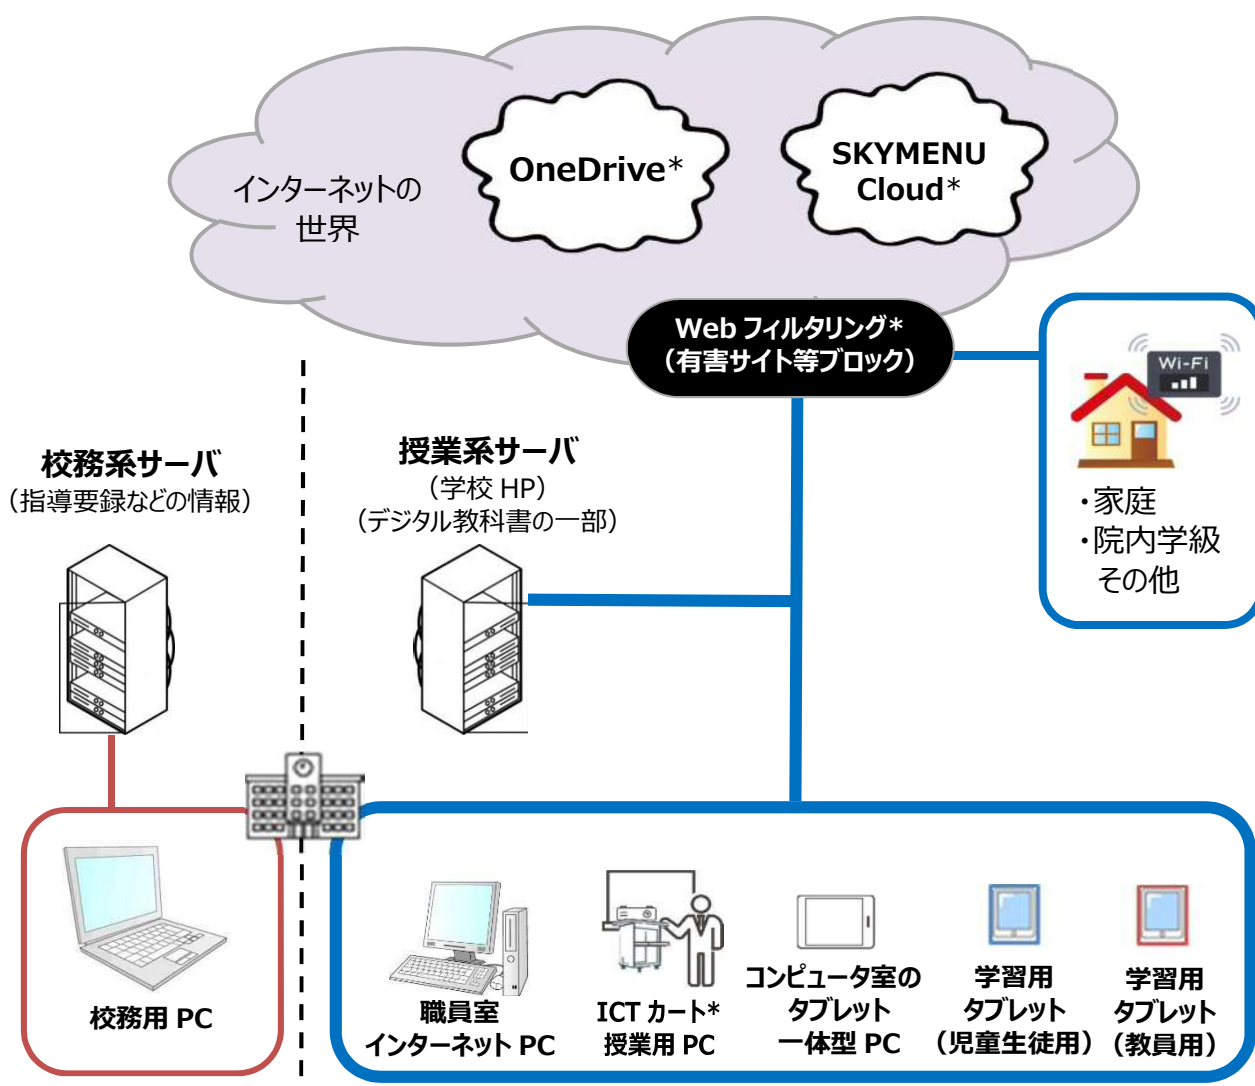 インターネットの
世界
OneDrive*
SKYMENU
Cloud*
Web フィルタリング*
（有害サイト等ブロック）
Wi-Fi
・家庭
・院内学級
その他
校務系サーバ
（指導要録などの情報）
授業系サーバ
（学校 HP）
（デジタル教科書の一部）
校務用 PC
職員室
インターネット PC
ICT カート*
授業用 PC
コンピュータ室の
タブレット
一体型 PC
学習用
タブレット
（児童生徒用）
学習用
タブレット
（教員用）